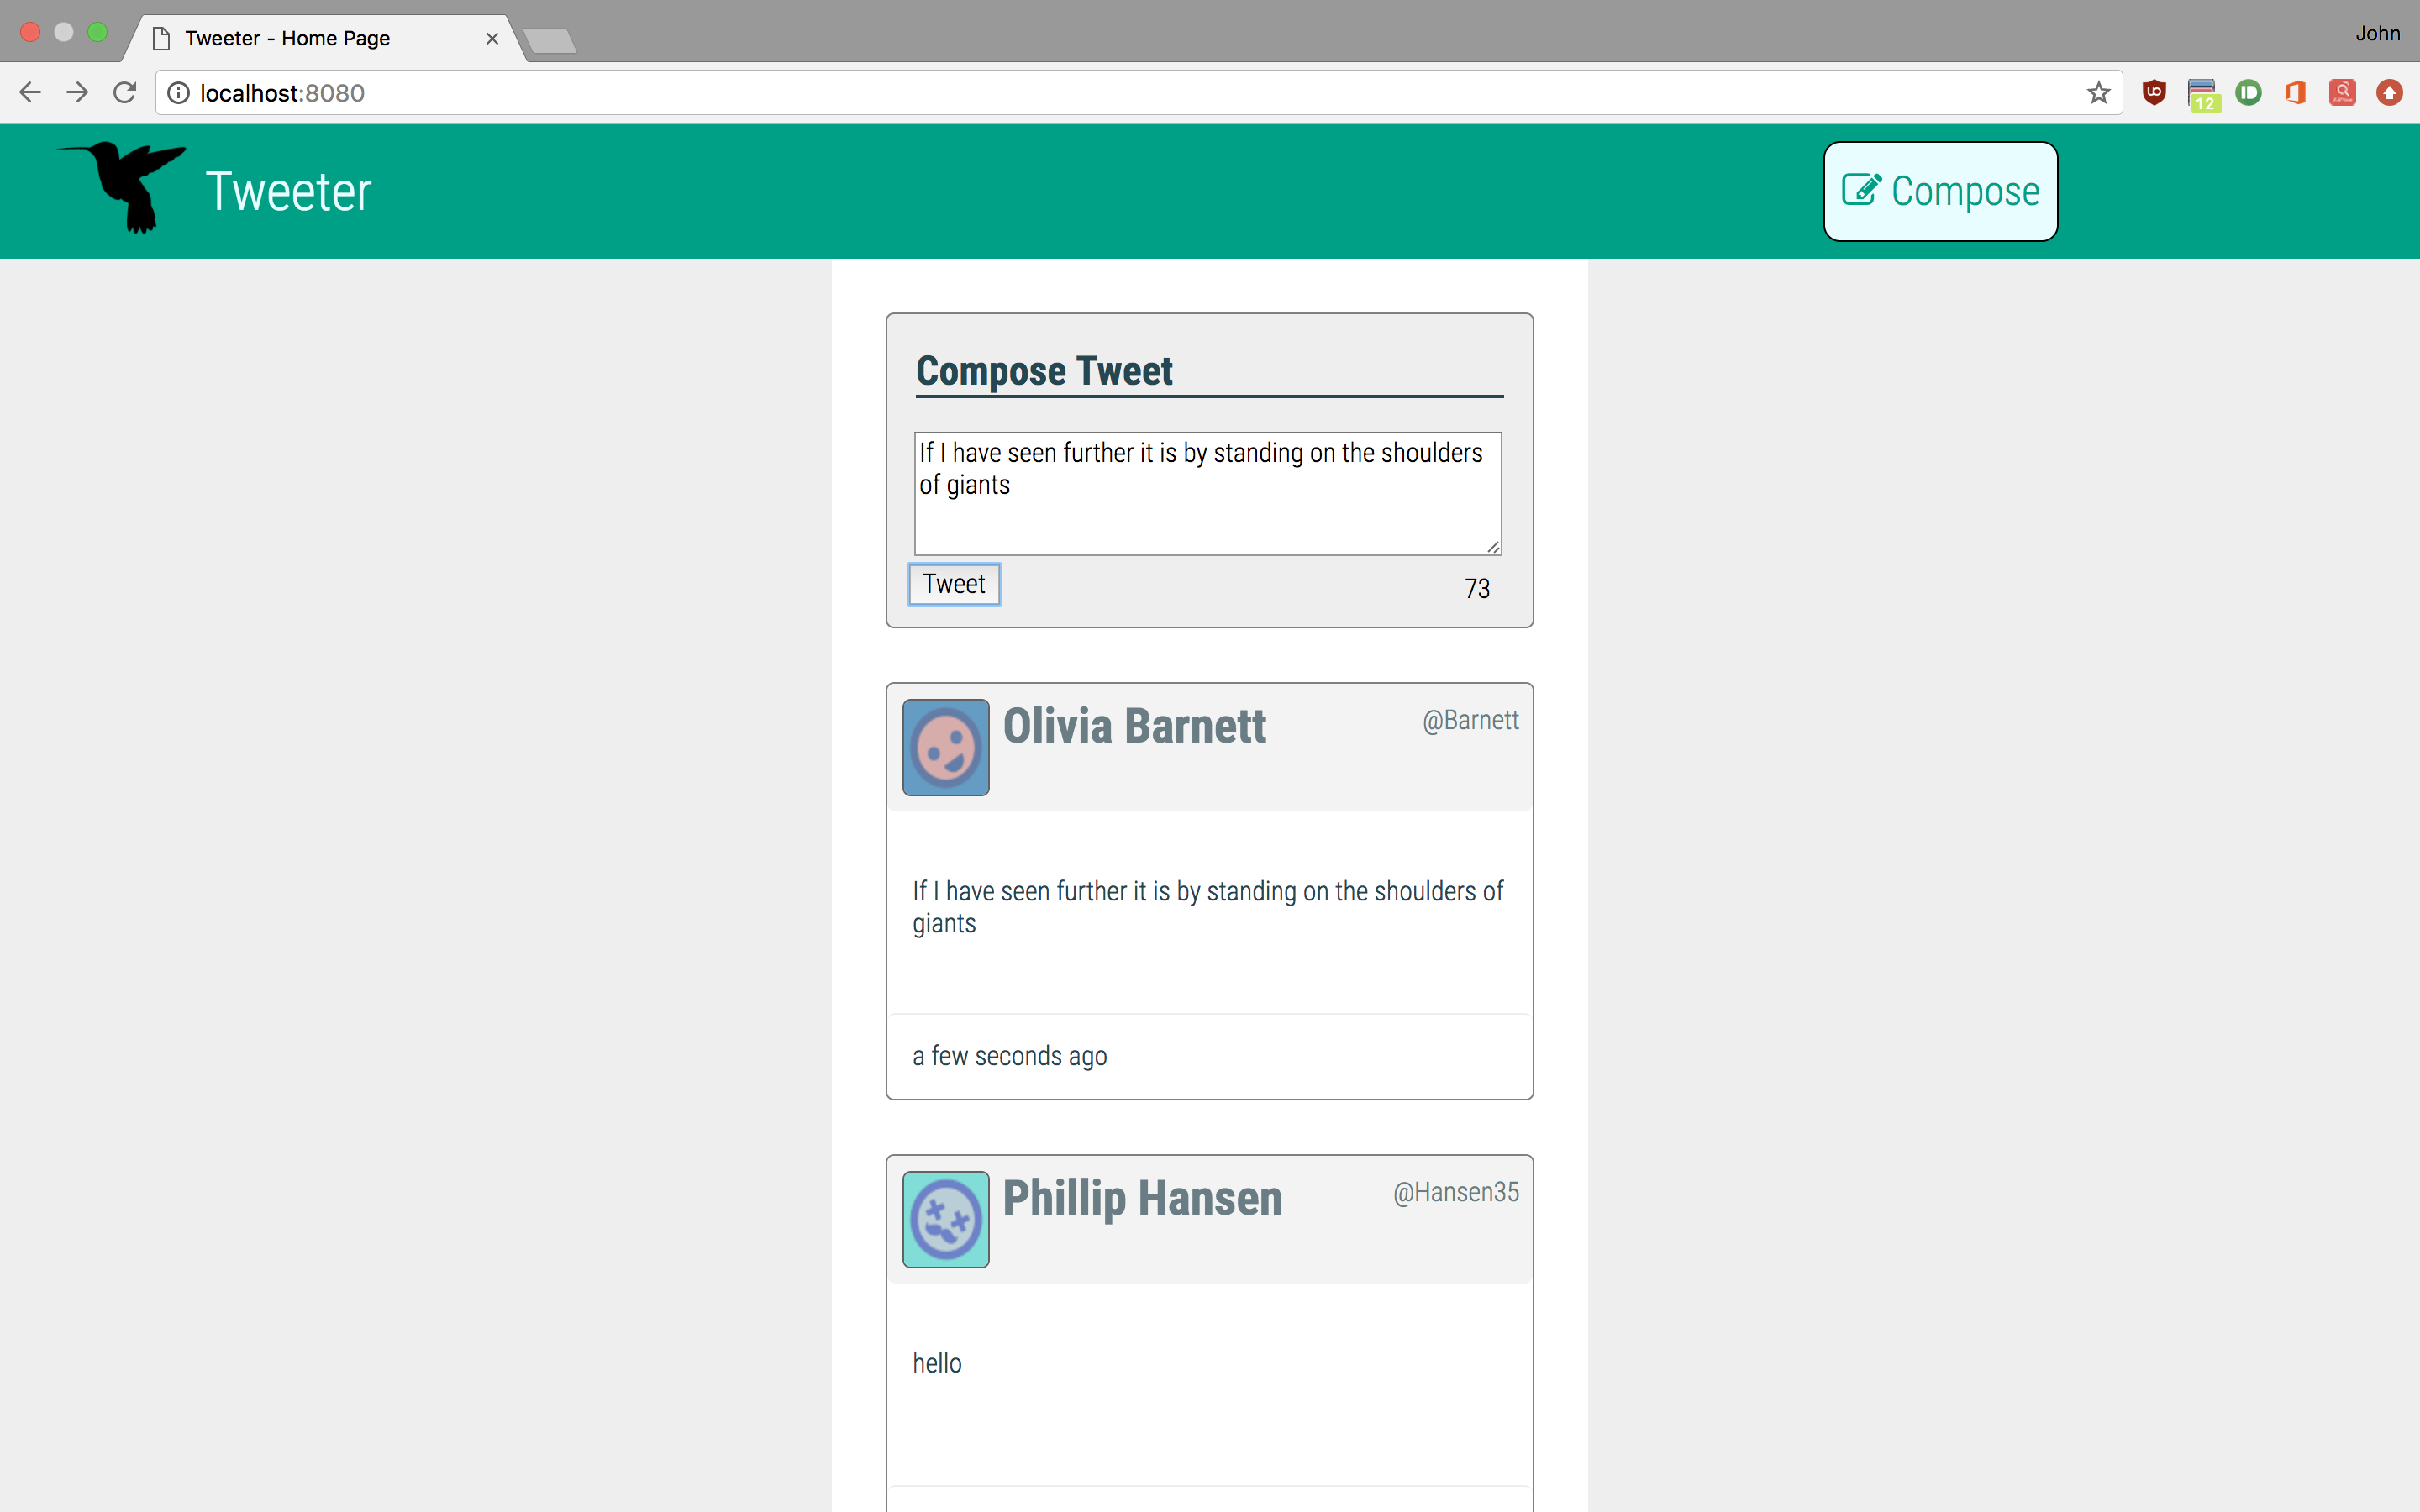 Tweeter - Home Page
John
localhost:8080
12
Tweeter
Compose
Compose Tweet
If I have seen further it is by standing on the shoulders
of giants
Tweet
73
Olivia Barnett
@Barnett
If I have seen further it is by standing on the shoulders of
giants
a few seconds ago
Phillip Hansen
@Hansen35
hello